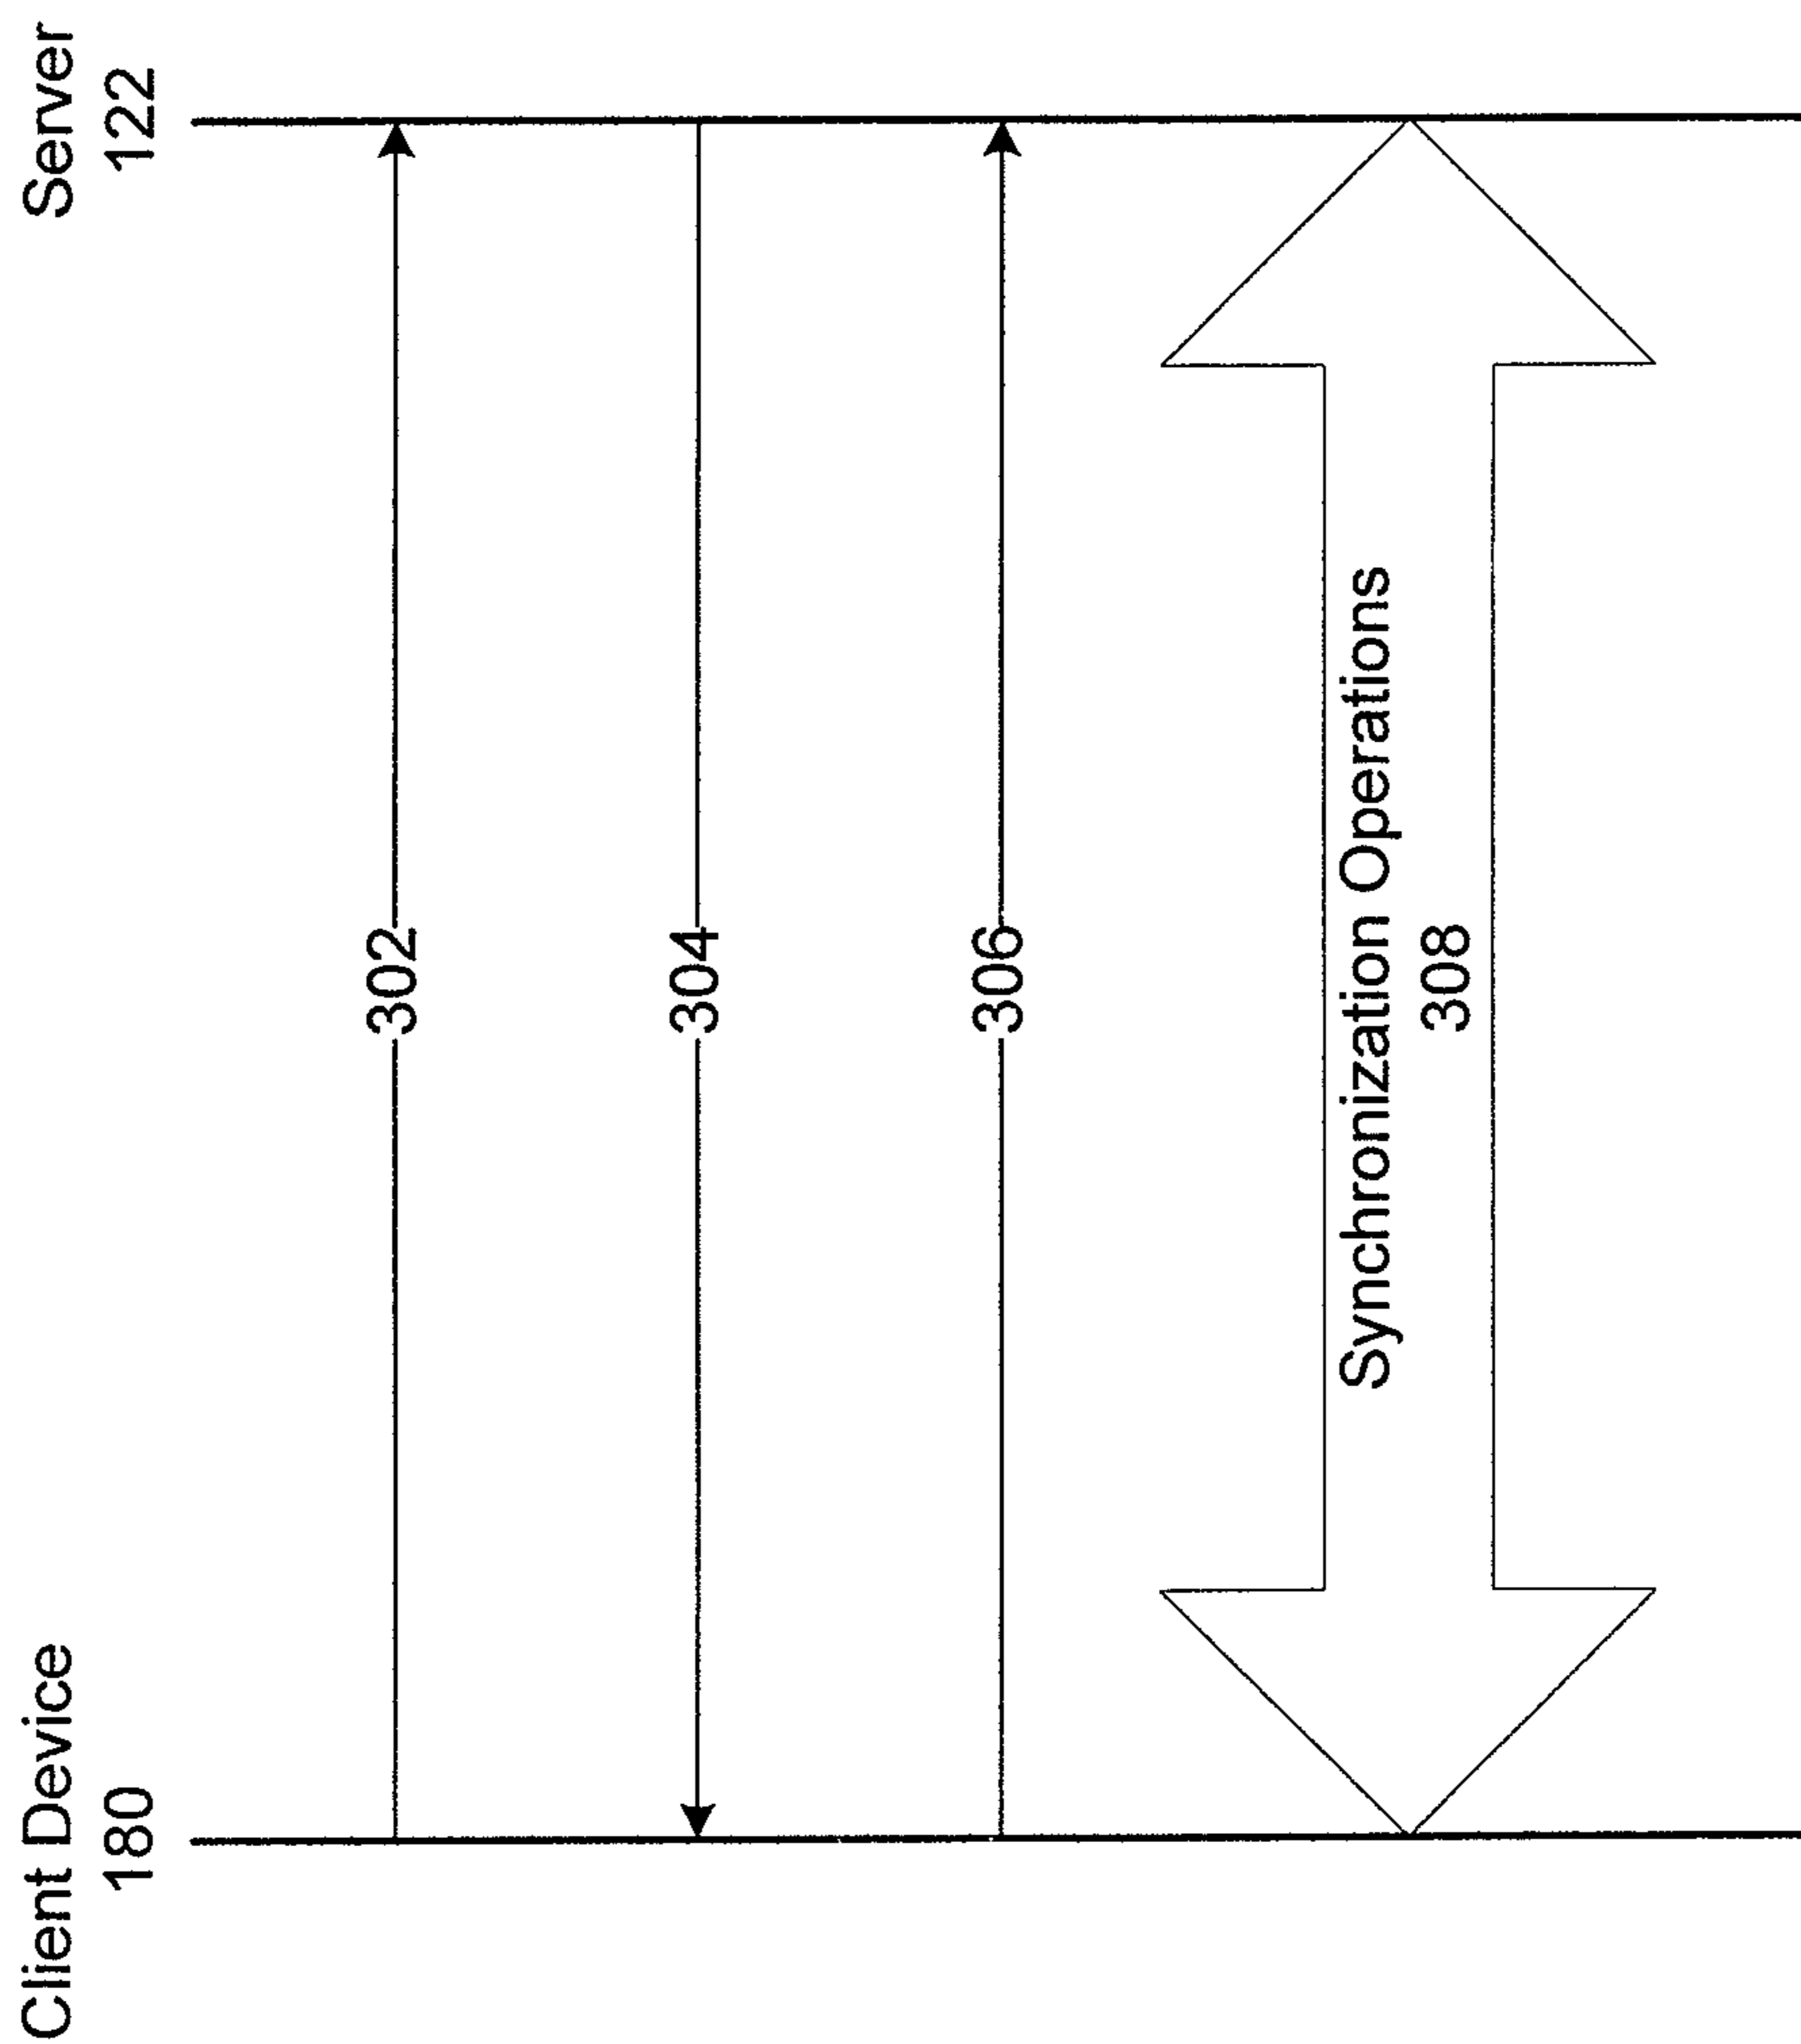 Client Device
180
Server
122
302
304
306
Synchronization Operations
308